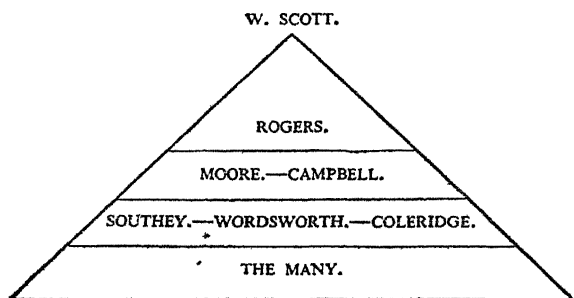 W. SCOTT.
ROGERS.
MOORE.—CAMPBELL.
SOUTHEY.—WORDSWORTH.—COLERIDGE.
THE MANY.